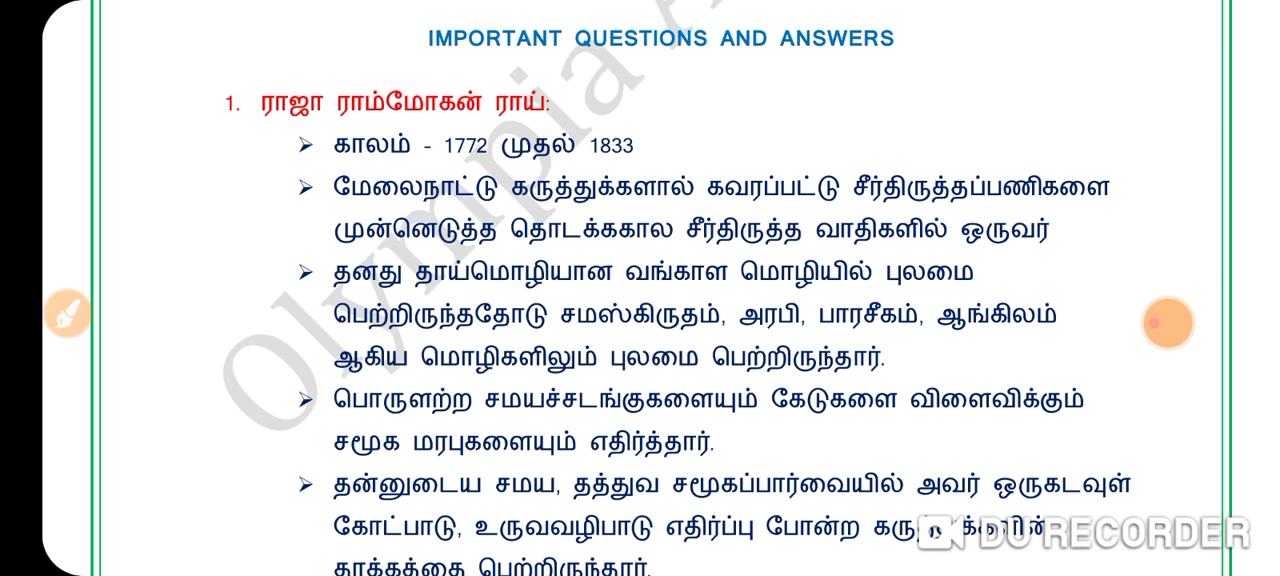 IMPORTANT QUESTIONS AND ANSWERS
1. ராஜா ராம்மோகன் ராய்:
➢ காலம் - 1772 முதல் 1833
➢ மேலைநாட்டு கருத்துக்களால் கவரப்பட்டு சீர்திருத்தப்பணிகளை
முன்னெடுத்த தொடக்ககால சீர்திருத்த வாதிகளில் ஒருவர்
➢ தனது தாய்மொழியான வங்காள மொழியில் புலமை
பெற்றிருந்ததோடு சமஸ்கிருதம், அரபி, பாரசீகம், ஆங்கிலம்
ஆகிய மொழிகளிலும் புலமை பெற்றிருந்தார்.
➢ பொருளற்ற சமயச்சடங்குகளையும் கேடுகளை விளைவிக்கும்
சமூக மரபுகளையும் எதிர்த்தார்.
➢ தன்னுடைய சமய, தத்துவ சமூகப்பார்வையில் அவர் ஒருகடவுள்
கோட்பாடு, உருவவழிபாடு எதிர்ப்பு போன்ற
தாக்கத்தை பெற்றிருந்தார்.
Olympia
DU RECORDER